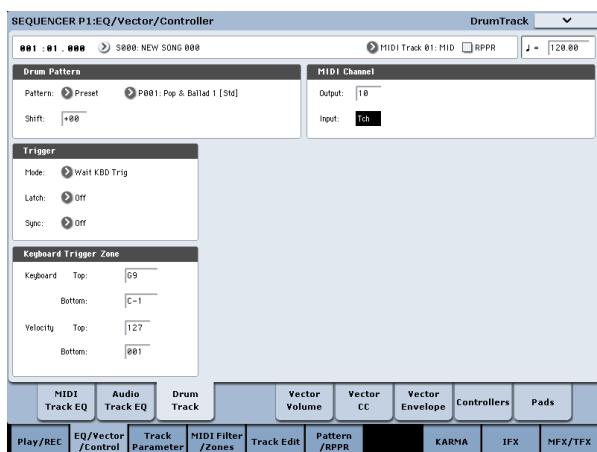 SEQUENCER P1:EQ/Vector/Controller DrumTrack
001 :01 . 000 S000: NEW SONG 000 MIDI Track 01: MID RPPR ♩ = 120.00
Drum Pattern MIDI Channel
Pattern: Preset P001: Pop & Ballad 1 [Std] Output: 10
Shift: +00 Input: Tch
Trigger
Mode: Wait KBD Trig
Latch: Off
Sync: Off
Keyboard Trigger Zone
Keyboard Top: G9
Bottom: C-1
Velocity Top: 127
Bottom: 001
MIDI Track EQ Audio Track EQ Drum Track Vector Volume Vector CC Vector Envelope Controllers Pads
Play/REC EQ/Vector /Control Track Parameter MIDI Filter /Zones Track Edit Pattern /RPPR KARMA IFX MFX/TFX